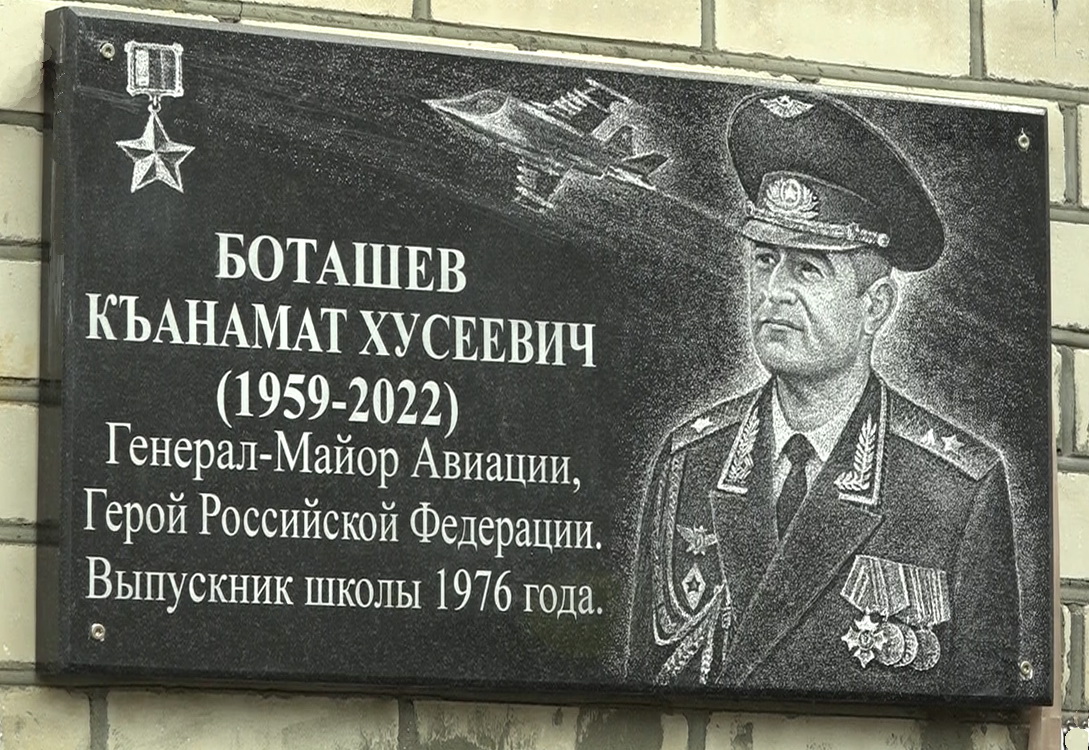 БОТАШЕВ
КЪАНАМАТ ХУСЕЕВИЧ
(1959-2022)
Генерал-Майор Авиации,
Герой Российской Федерации.
Выпускник школы 1976 года.